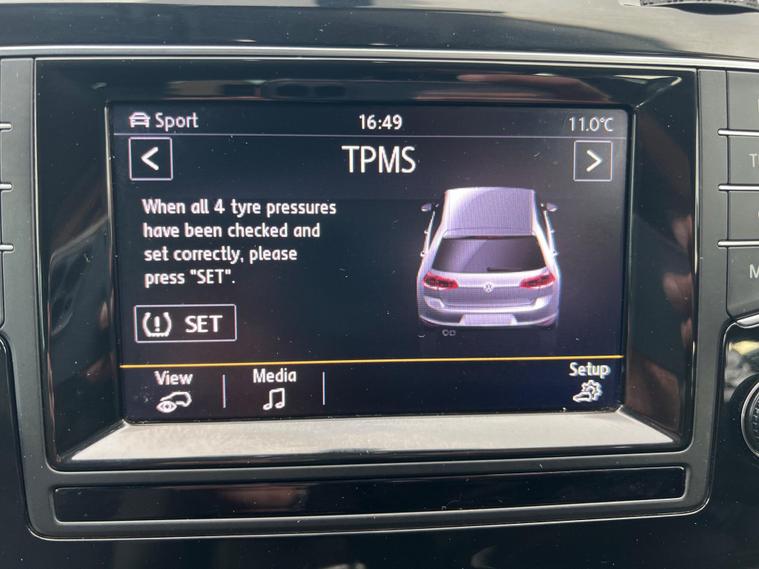 Sport 16:49 11.0°C
< TPMS >
When all 4 tyre pressures
have been checked and
set correctly, please
press "SET".
SET
View Media Setup